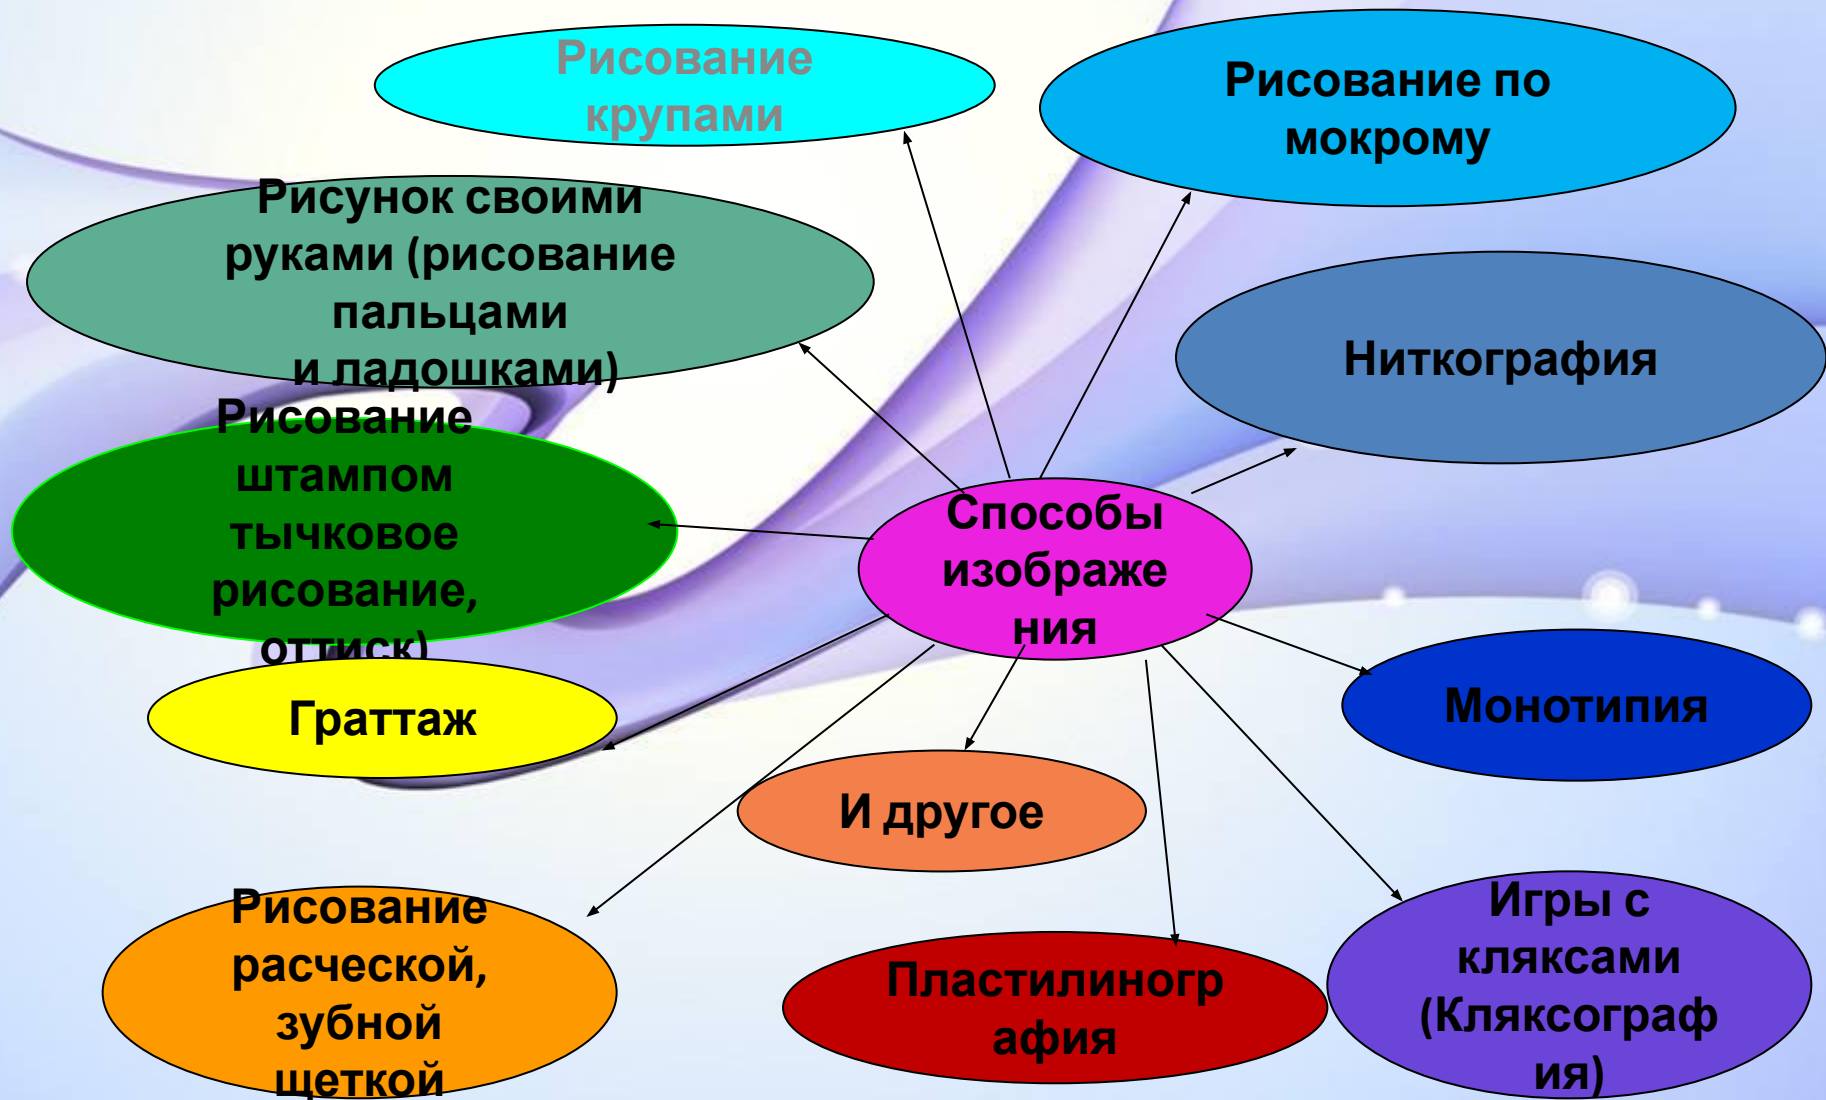 Рисование
крупами
Рисование по
мокрому
Рисунок своими
руками (рисование
пальцами
и ладошками)
Ниткография
Рисование
штампом
тычковое
рисование,
оттиск)
Способы
изображе
ния
Граттаж
Монотипия
И другое
Рисование
расческой,
зубной
щеткой
Пластилиногр
афия
Игры с
кляксами
(Кляксограф
ия)